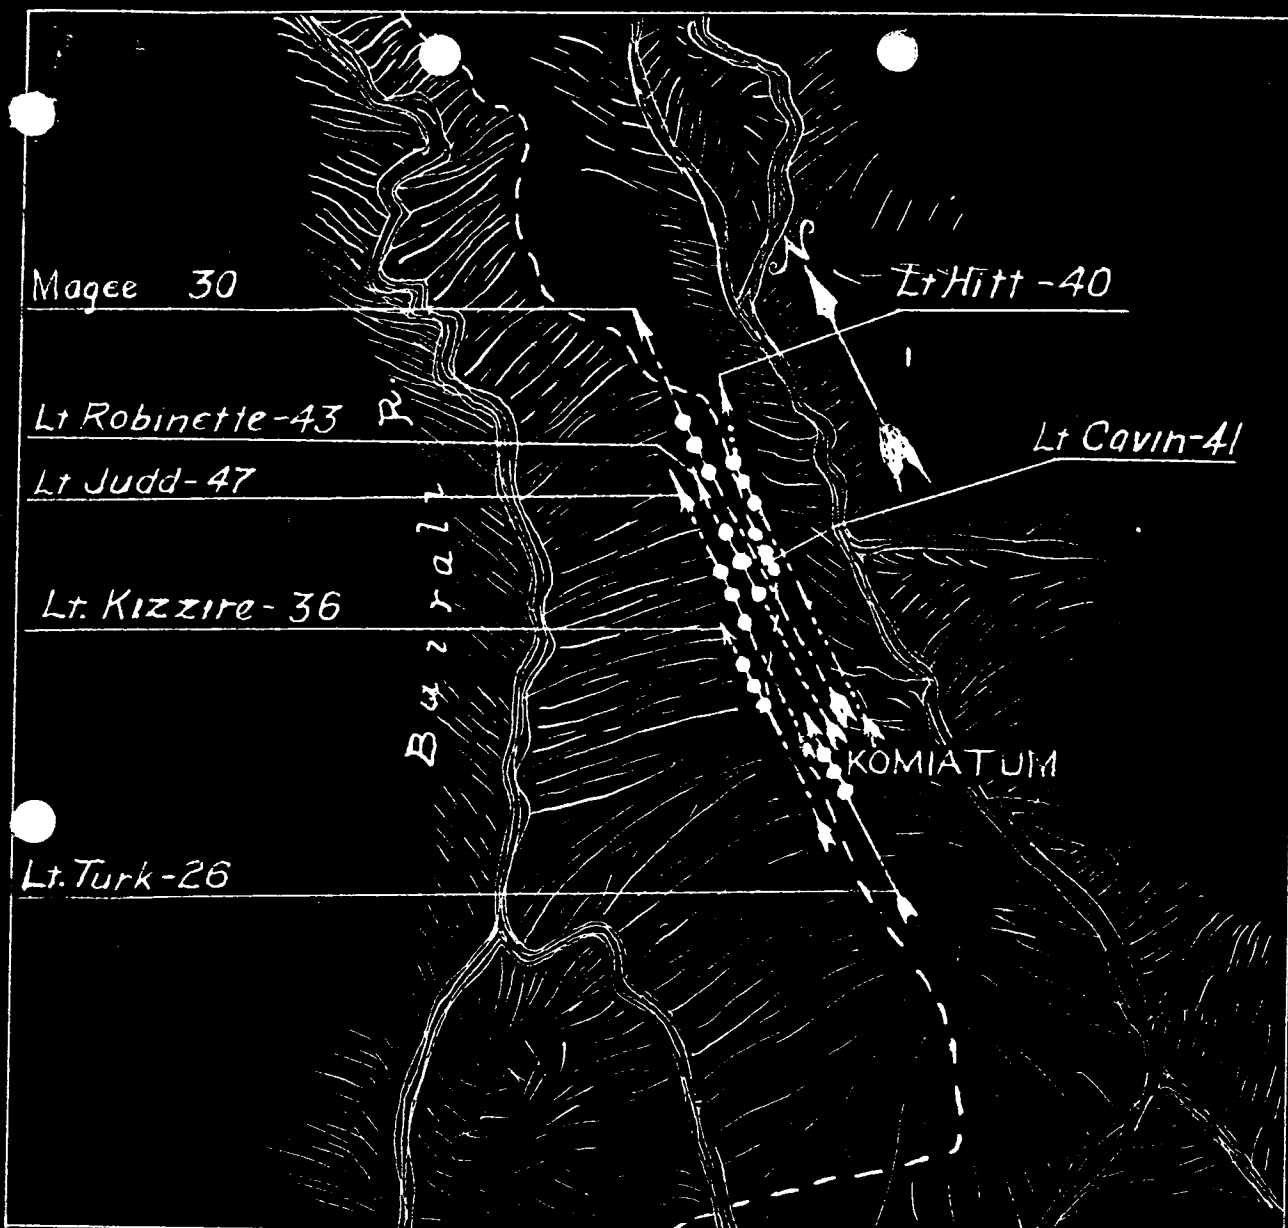 N
Magee 30
Lt Hitt - 40
Lt Robinette - 43
Lt Cavin - 41
Lt Judd - 47
Lt. Kizzire - 36
R.
KOMIATUM
Lt. Turk - 26